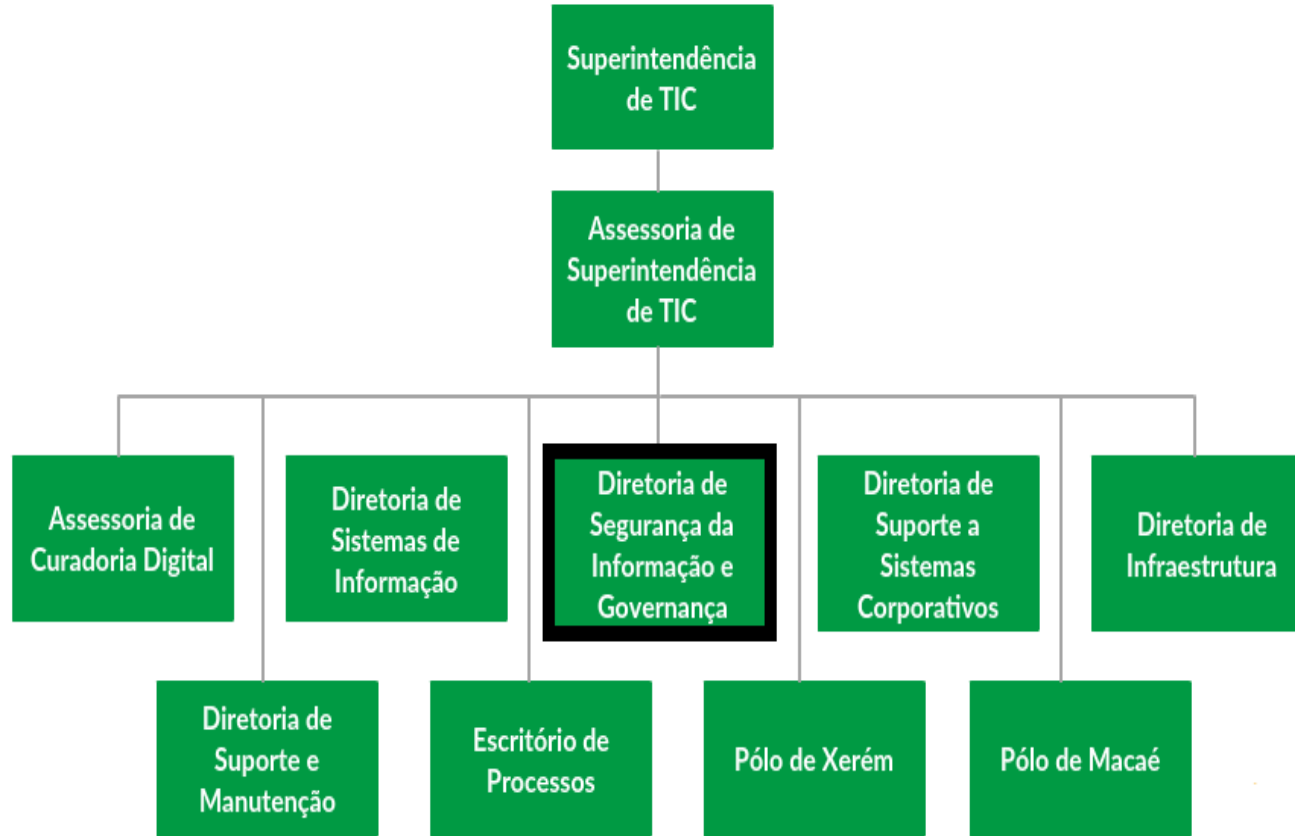 Superintendência
de TIC
Assessoria de
Superintendência
de TIC
Assessoria de
Curadoria Digital
Diretoria de
Sistemas de
Informação
Diretoria de
Segurança da
Informação e
Governança
Diretoria de
Suporte a
Sistemas
Corporativos
Diretoria de
Infraestrutura
Diretoria de
Suporte e
Manutenção
Escritório de
Processos
Pólo de Xerém
Pólo de Macaé